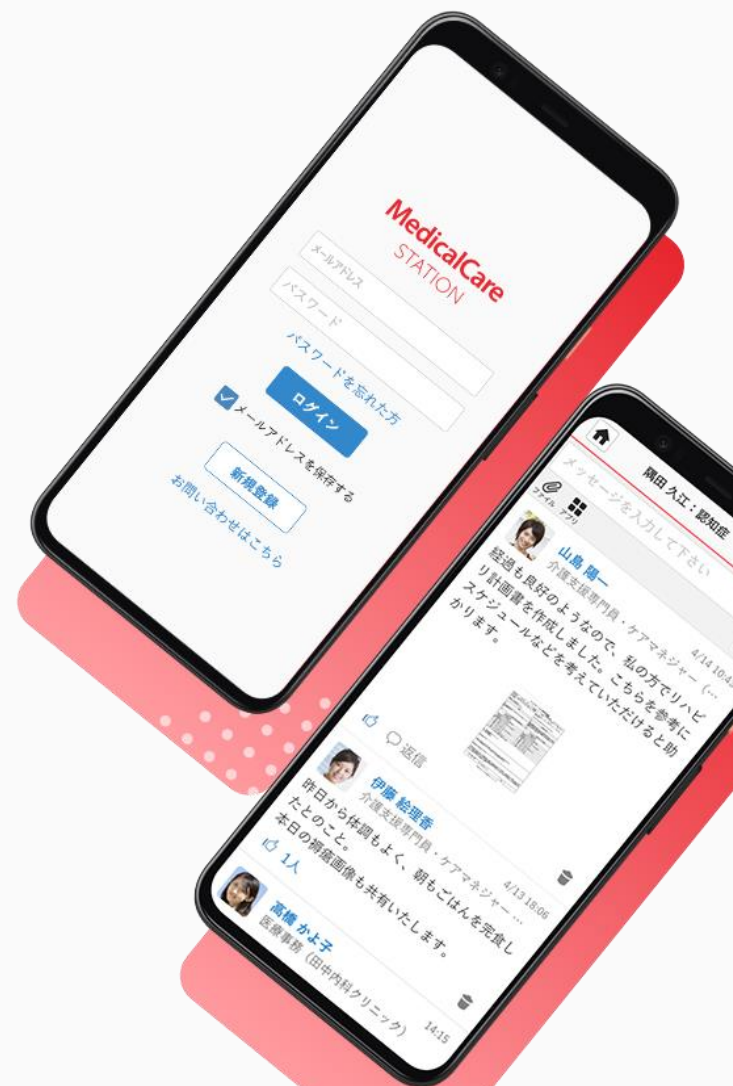 MedicalCare
STATION
メールアドレス
パスワード
パスワードを忘れた方
ログイン
メールアドレスを保存する
新規登録
お問い合わせはこちら
隅田 久江：認知症
メッセージを入力して下さい
ファイル アプリ
山島 陽一
介護支援専門員・ケアマネジャー（…
4/14 10:45
経過も良好のようなので、私の方でリハビ
リ計画書を作成しました。こちらを参考に
スケジュールなどを考えていただけると助
かります。
返信
伊藤 絵理香
介護支援専門員・ケアマネジャー…
4/13 18:06
昨日から体調もよく、朝もごはんを完食し
たとのこと。
本日の褥瘡画像も共有いたします。
1人
高橋 かよ子
医療事務（田中内科クリニック）
14:15